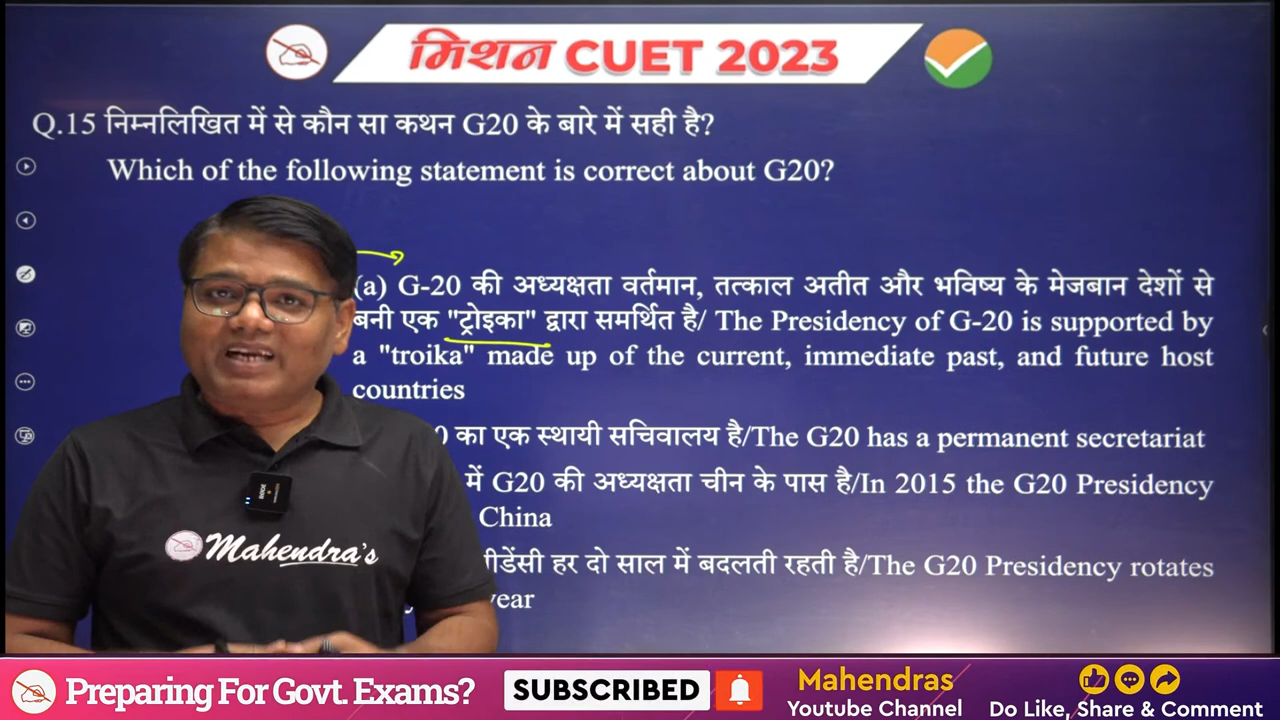 मिशन CUET 2023
Q.15 निम्नलिखित में से कौन सा कथन G20 के बारे में सही है?
Which of the following statement is correct about G20?
(a) G-20 की अध्यक्षता वर्तमान, तत्काल अतीत और भविष्य के मेजबान देशों से
बनी एक "ट्रोइका" द्वारा समर्थित है/ The Presidency of G-20 is supported by
a "troika" made up of the current, immediate past, and future host
countries
0 का एक स्थायी सचिवालय है/The G20 has a permanent secretariat
में G20 की अध्यक्षता चीन के पास है/In 2015 the G20 Presidency
China
हर दो साल में बदलती रहती है/The G20 Presidency rotates
year
Mahendra's
Preparing For Govt. Exams?
SUBSCRIBED
Mahendras
Youtube Channel
Do Like, Share & Comment